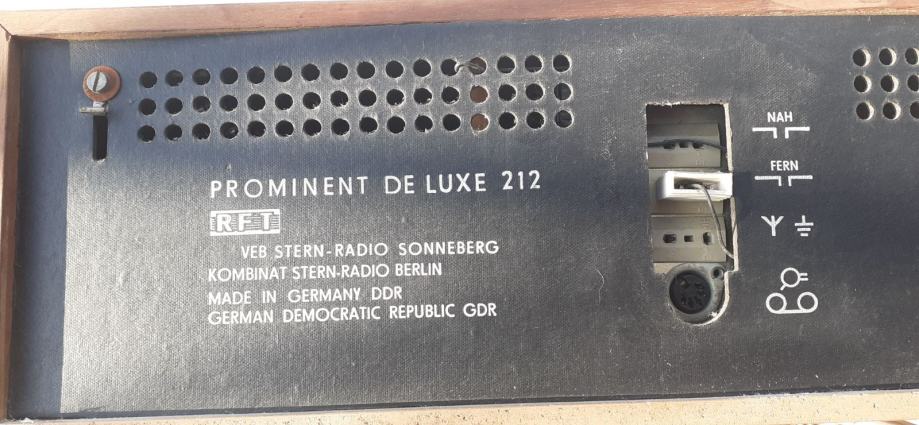 PROMINENT DE LUXE 212
RFT
VEB STERN-RADIO SONNEBERG
KOMBINAT STERN-RADIO BERLIN
MADE IN GERMANY DDR
GERMAN DEMOCRATIC REPUBLIC GDR
NAH
FERN